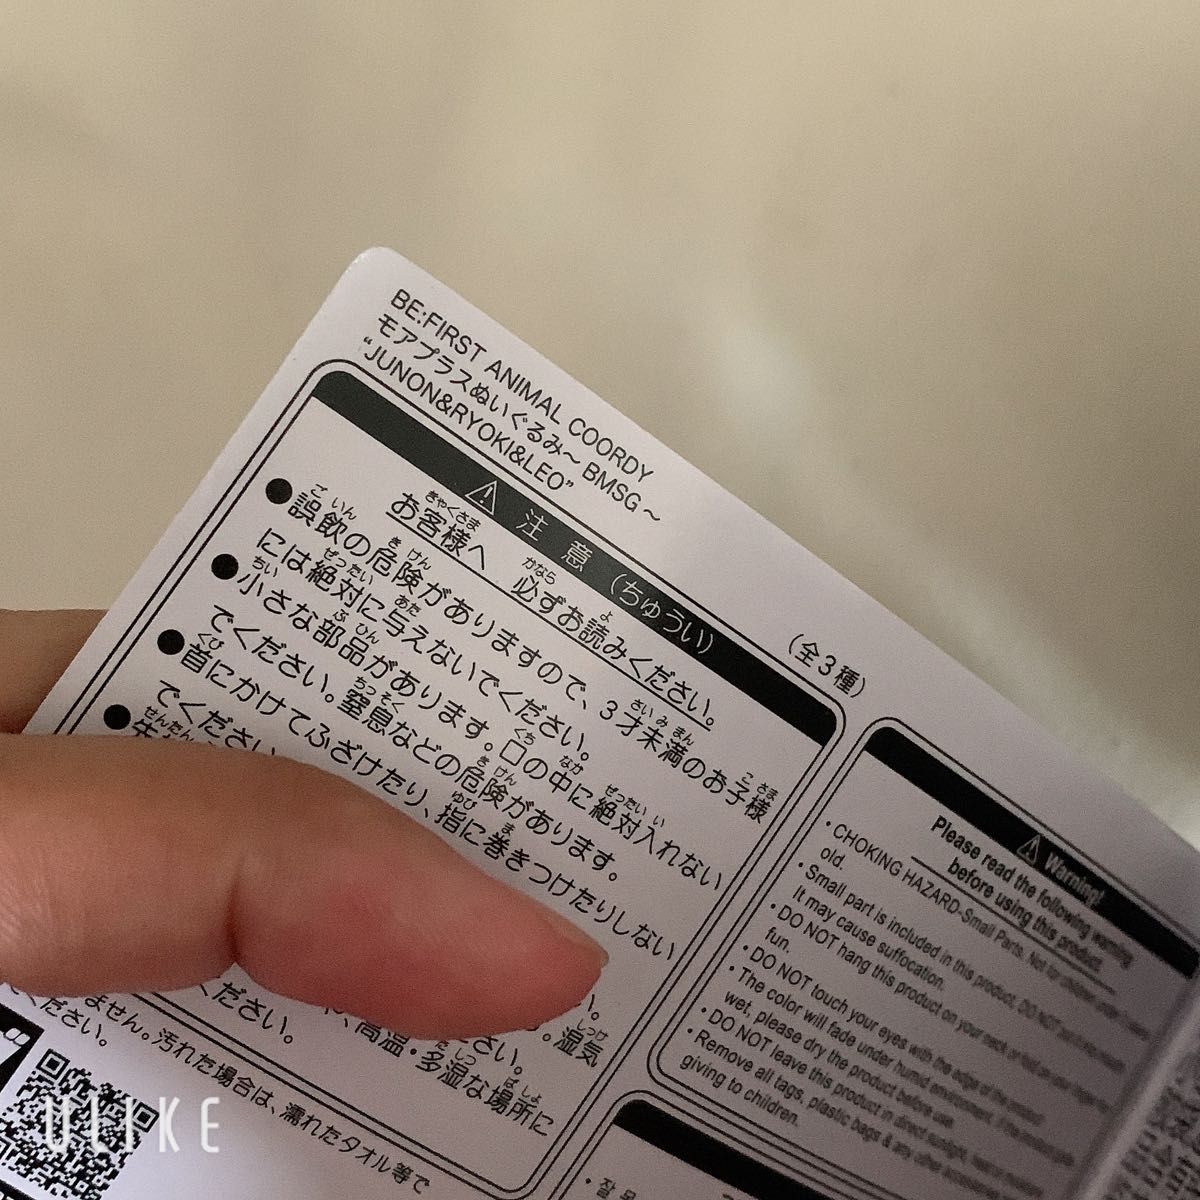 BE:FIRST ANIMAL COORDY
モアプラスぬいぐるみ～ BMSG ～
“JUNON&RYOKI&LEO”
(全3種)
注 意 (ちゅうい)
お客様へ 必ずお読みください。
●誤飲の危険がありますので、3才未満のお子様
には絶対に与えないでください。
●小さな部品があります。口の中に絶対入れない
でください。窒息などの危険があります。
●首にかけてふざけたり、指に巻きつけたりしない
でください
湿気
さい。
高温・多湿な場所に
ください。
ません。汚れた場合は、濡れたタオル等で
ください。
Warning!
Please read the following warning
before using this product.
・CHOKING HAZARD-Small Parts. Not for children under 3 years
old.
・Small part is included in this product, DO NOT put it in the mouth.
It may cause suffocation.
・DO NOT hang this product on your neck or hold on your finger for
fun.
・DO NOT touch your eyes with the edge of the product.
・The color will fade under humid environment, if the product gets
wet, please dry the product before use.
・DO NOT leave this product in direct sunlight,
・Remove all tags, plastic bags & any other accessories before
giving to children.
ULIKE